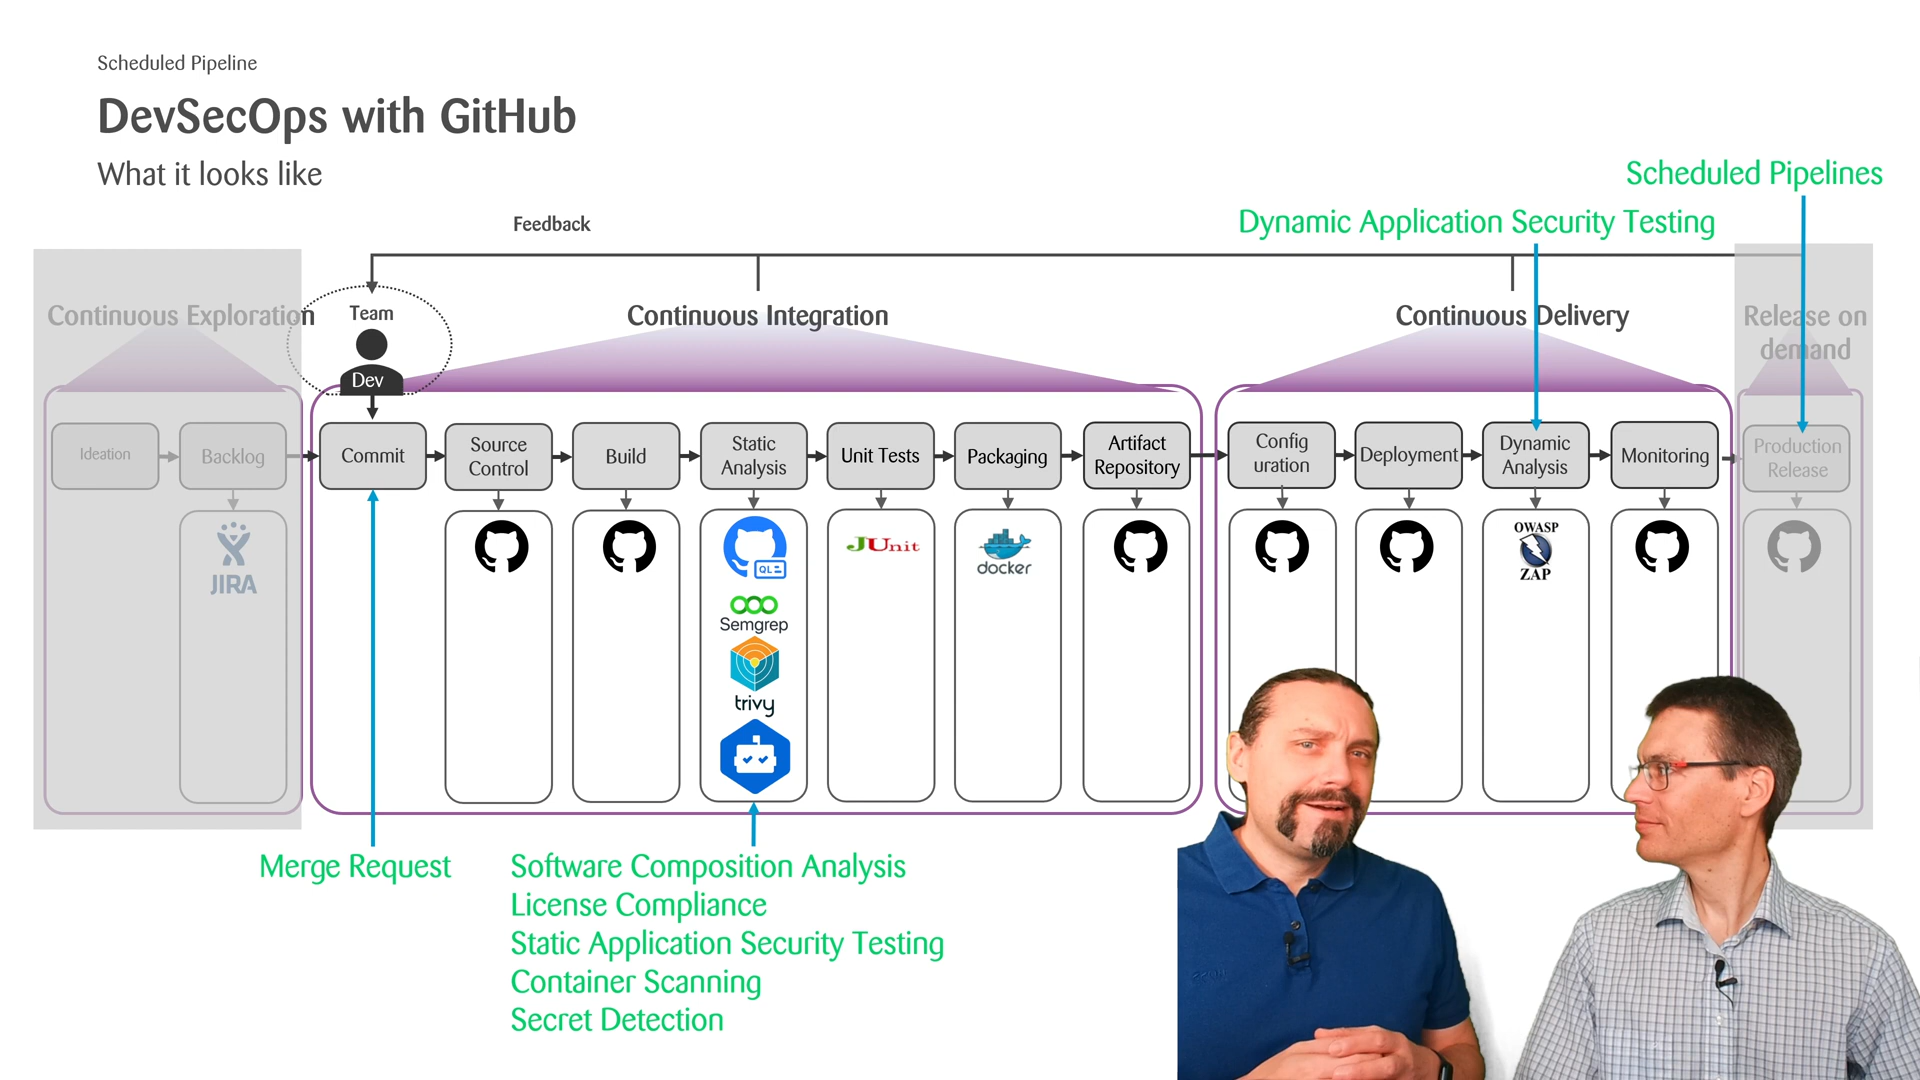 Scheduled Pipeline
DevSecOps with GitHub
What it looks like
Scheduled Pipelines
Dynamic Application Security Testing
Feedback
Continuous Exploration
Team
Dev
Continuous Integration
Continuous Delivery
Release on
demand
Ideation
Backlog
Commit
Source
Control
Build
Static
Analysis
Unit Tests
Packaging
Artifact
Repository
Config
uration
Deployment
Dynamic
Analysis
Monitoring
Production
Release
JIRA
QL
Semgrep
trivy
JUnit
docker
OWASP
ZAP
Merge Request
Software Composition Analysis
License Compliance
Static Application Security Testing
Container Scanning
Secret Detection